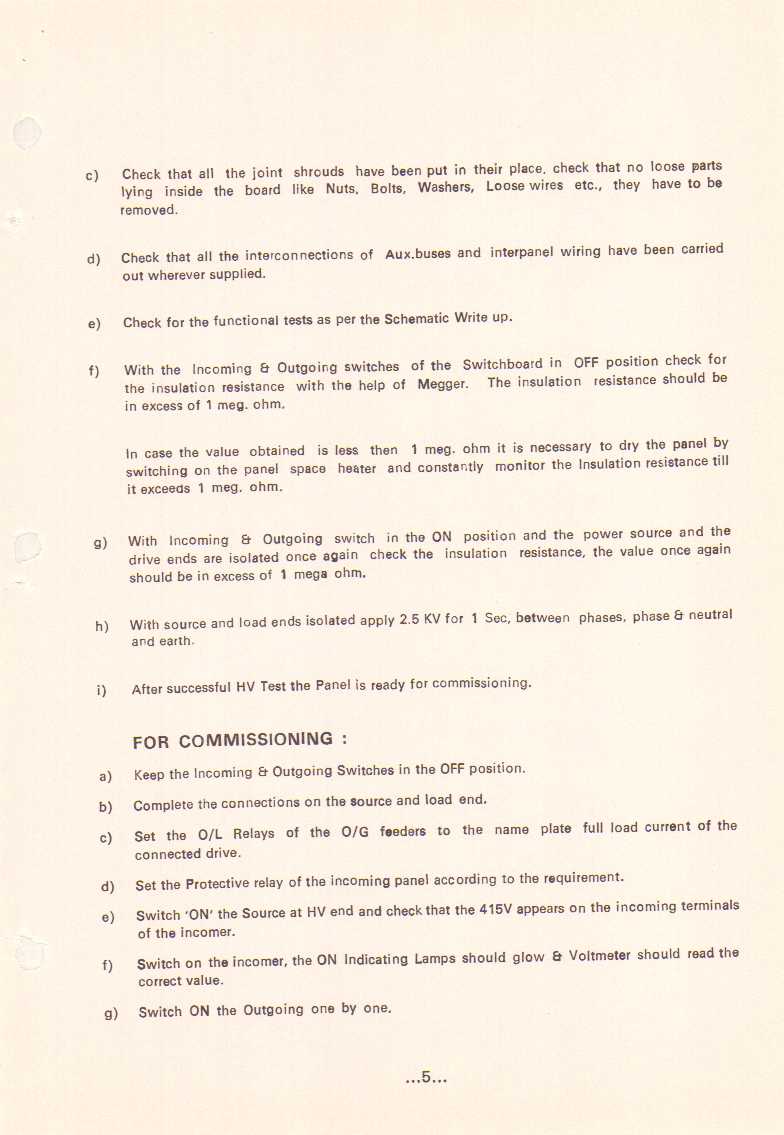 c) Check that all the joint shrouds have been put in their place. check that no loose parts
lying inside the board like Nuts, Bolts, Washers, Loose wires etc., they have to be
removed.
d) Check that all the interconnections of Aux.buses and interpanel wiring have been carried
out wherever supplied.
e) Check for the functional tests as per the Schematic Write up.
f) With the Incoming & Outgoing switches of the Switchboard in OFF position check for
the insulation resistance with the help of Megger. The insulation resistance should be
in excess of 1 meg. ohm.
In case the value obtained is less then 1 meg. ohm it is necessary to dry the panel by
switching on the panel space heater and constantly monitor the Insulation resistance till
it exceeds 1 meg. ohm.
g) With Incoming & Outgoing switch in the ON position and the power source and the
drive ends are isolated once again check the insulation resistance, the value once again
should be in excess of 1 mega ohm.
h) With source and load ends isolated apply 2.5 KV for 1 Sec, between phases, phase & neutral
and earth.
i) After successful HV Test the Panel is ready for commissioning.
FOR COMMISSIONING :
a) Keep the Incoming & Outgoing Switches in the OFF position.
b) Complete the connections on the source and load end.
c) Set the O/L Relays of the O/G feeders to the name plate full load current of the
connected drive.
d) Set the Protective relay of the incoming panel according to the requirement.
e) Switch 'ON' the Source at HV end and check that the 415V appears on the incoming terminals
of the incomer.
f) Switch on the incomer, the ON Indicating Lamps should glow & Voltmeter should read the
correct value.
g) Switch ON the Outgoing one by one.
...5...